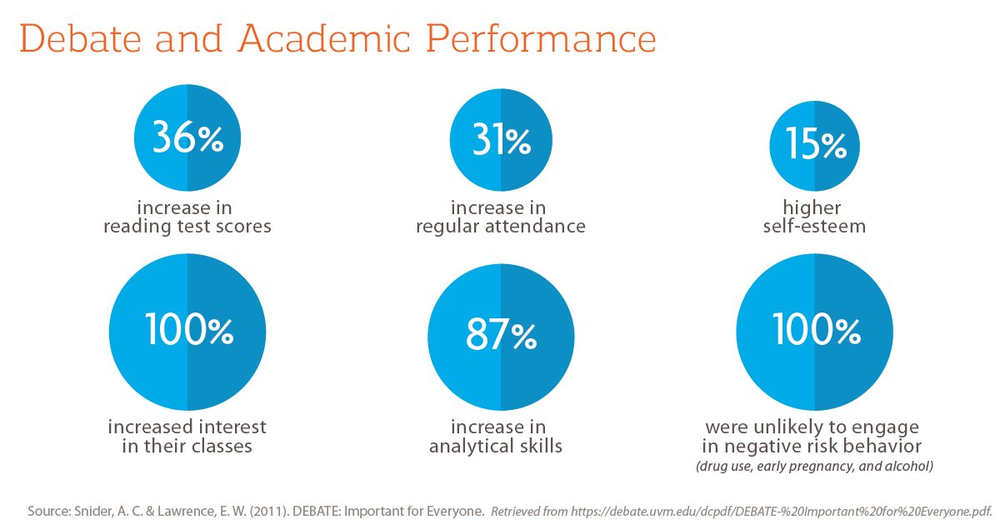 Debate and Academic Performance
36%
increase in
reading test scores
31%
increase in
regular attendance
15%
higher
self-esteem
100%
increased interest
in their classes
87%
increase in
analytical skills
100%
were unlikely to engage
in negative risk behavior
(drug use, early pregnancy, and alcohol)
Source: Snider, A. C. & Lawrence, E. W. (2011). DEBATE: Important for Everyone. Retrieved from https://debate.uvm.edu/dcpdf/DEBATE-%20Important%20for%20Everyone.pdf.